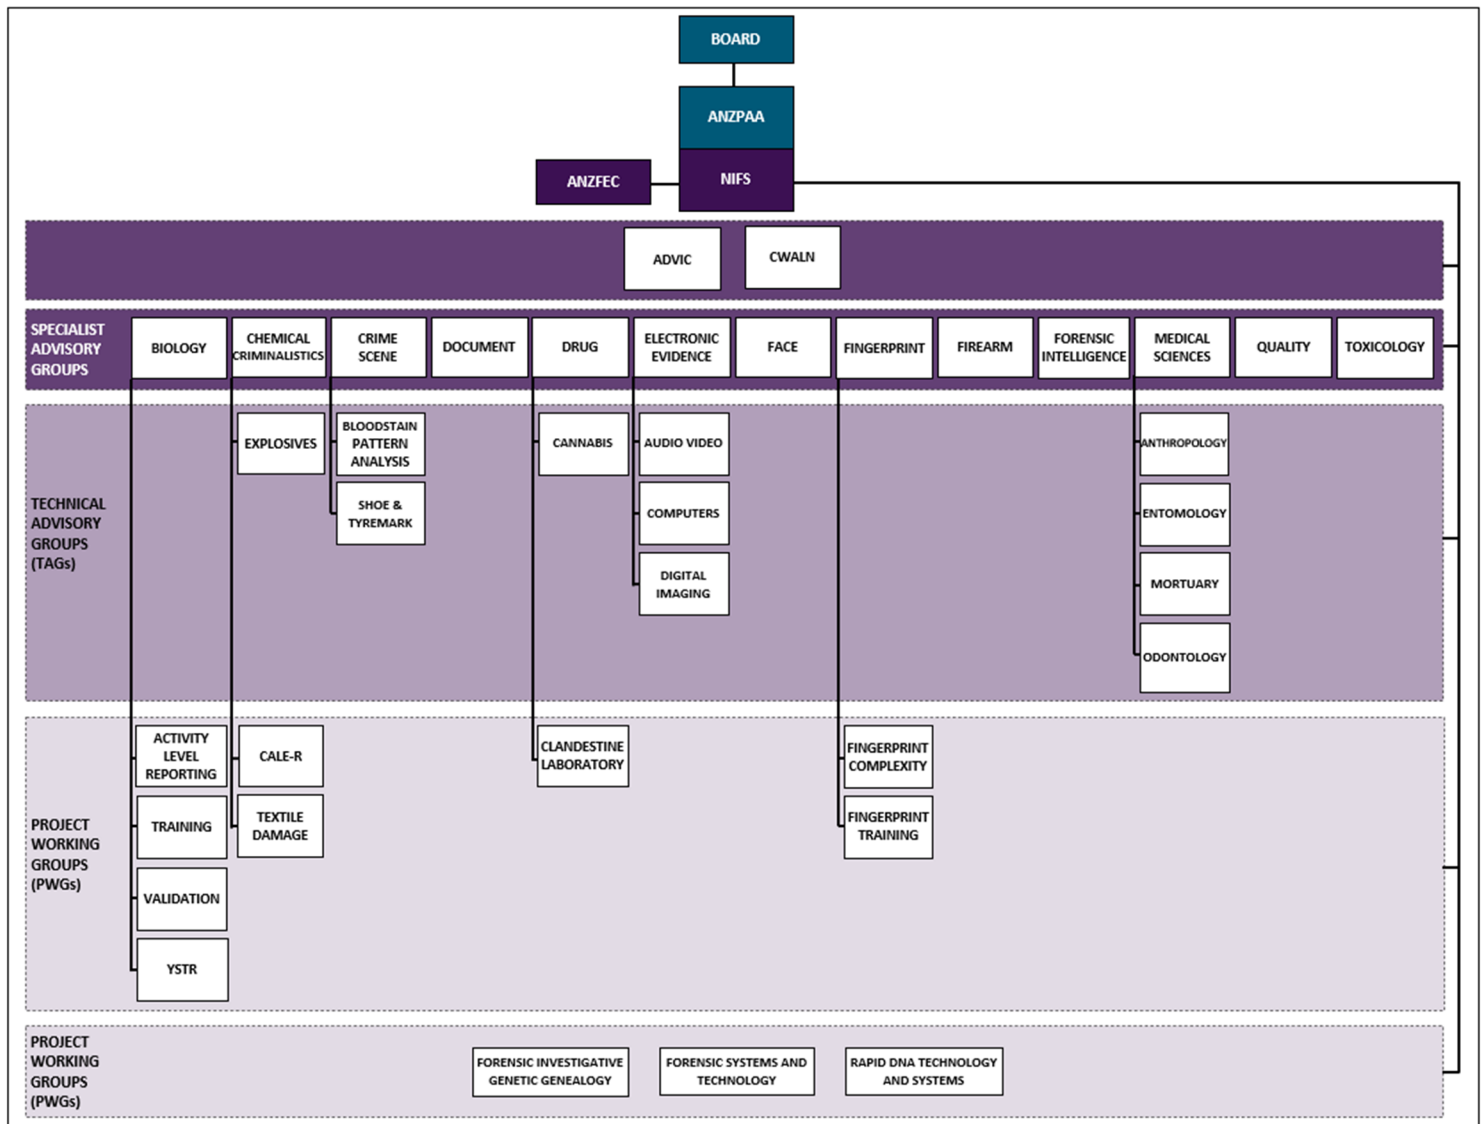 BOARD
ANZPAA
ANZFEC
NIFS
ADVIC
CWALN
SPECIALIST
ADVISORY
GROUPS
BIOLOGY
CHEMICAL
CRIMINALISTICS
CRIME
SCENE
DOCUMENT
DRUG
ELECTRONIC
EVIDENCE
FACE
FINGERPRINT
FIREARM
FORENSIC
INTELLIGENCE
MEDICAL
SCIENCES
QUALITY
TOXICOLOGY
TECHNICAL
ADVISORY
GROUPS
(TAGs)
EXPLOSIVES
BLOODSTAIN
PATTERN
ANALYSIS
SHOE &
TYREMARK
CANNABIS
AUDIO VIDEO
COMPUTERS
DIGITAL
IMAGING
ANTHROPOLOGY
ENTOMOLOGY
MORTUARY
ODONTOLOGY
PROJECT
WORKING
GROUPS
(PWGs)
ACTIVITY
LEVEL
REPORTING
TRAINING
VALIDATION
YSTR
CALE-R
TEXTILE
DAMAGE
CLANDESTINE
LABORATORY
FINGERPRINT
COMPLEXITY
FINGERPRINT
TRAINING
PROJECT
WORKING
GROUPS
(PWGs)
FORENSIC INVESTIGATIVE
GENETIC GENEALOGY
FORENSIC SYSTEMS AND
TECHNOLOGY
RAPID DNA TECHNOLOGY
AND SYSTEMS